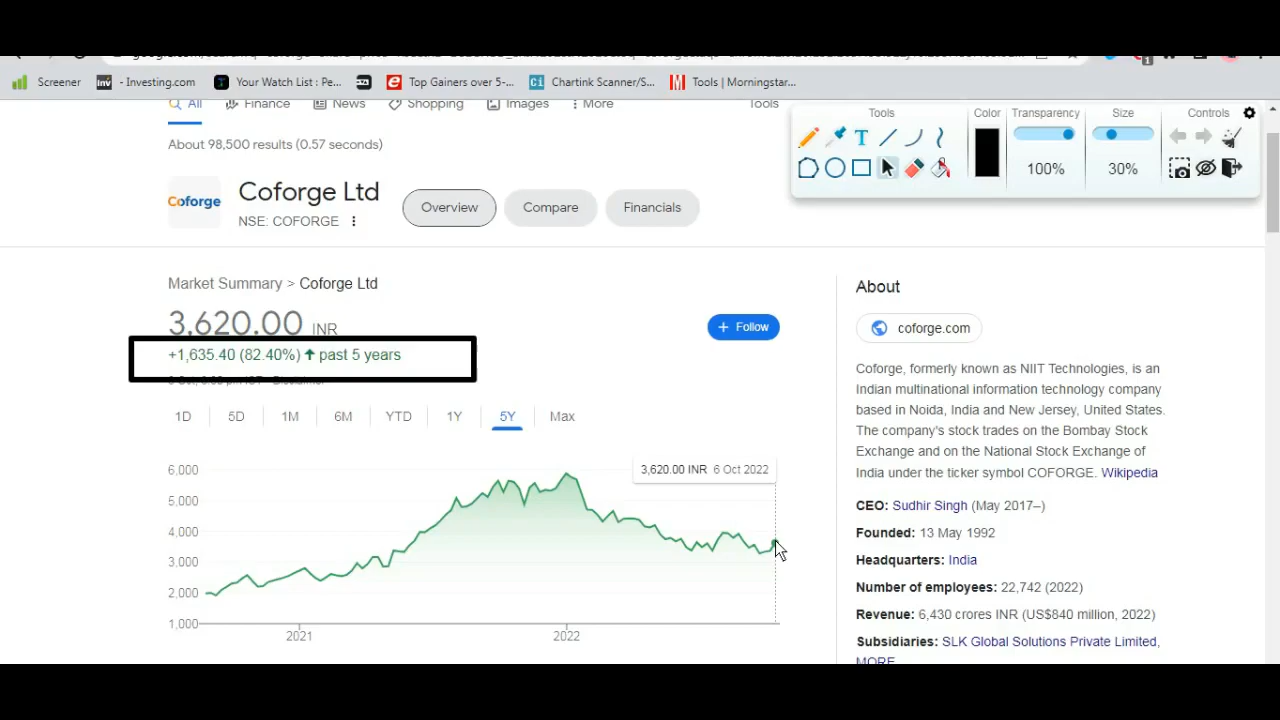 Screener
Inv - Investing.com
Your Watch List : Pe...
Top Gainers over 5-...
Ci Chartink Scanner/S...
M Tools | Morningstar...
1
All
Finance
News
Shopping
Images
More
Tools
Tools
Color
Transparency
Size
Controls
T
100%
30%
About 98,500 results (0.57 seconds)
Coforge
Coforge Ltd
NSE: COFORGE
Overview
Compare
Financials
Market Summary > Coforge Ltd
3,620.00 INR
+1,635.40 (82.40%) past 5 years
Disclaimer
+ Follow
1D
5D
1M
6M
YTD
1Y
5Y
Max
6,000
5,000
4,000
3,000
2,000
1,000
3,620.00 INR 6 Oct 2022
2021
2022
About
coforge.com
Coforge, formerly known as NIIT Technologies, is an
Indian multinational information technology company
based in Noida, India and New Jersey, United States.
The company's stock trades on the Bombay Stock
Exchange and on the National Stock Exchange of
India under the ticker symbol COFORGE. Wikipedia
CEO: Sudhir Singh (May 2017–)
Founded: 13 May 1992
Headquarters: India
Number of employees: 22,742 (2022)
Revenue: 6,430 crores INR (US$840 million, 2022)
Subsidiaries: SLK Global Solutions Private Limited,
MORE